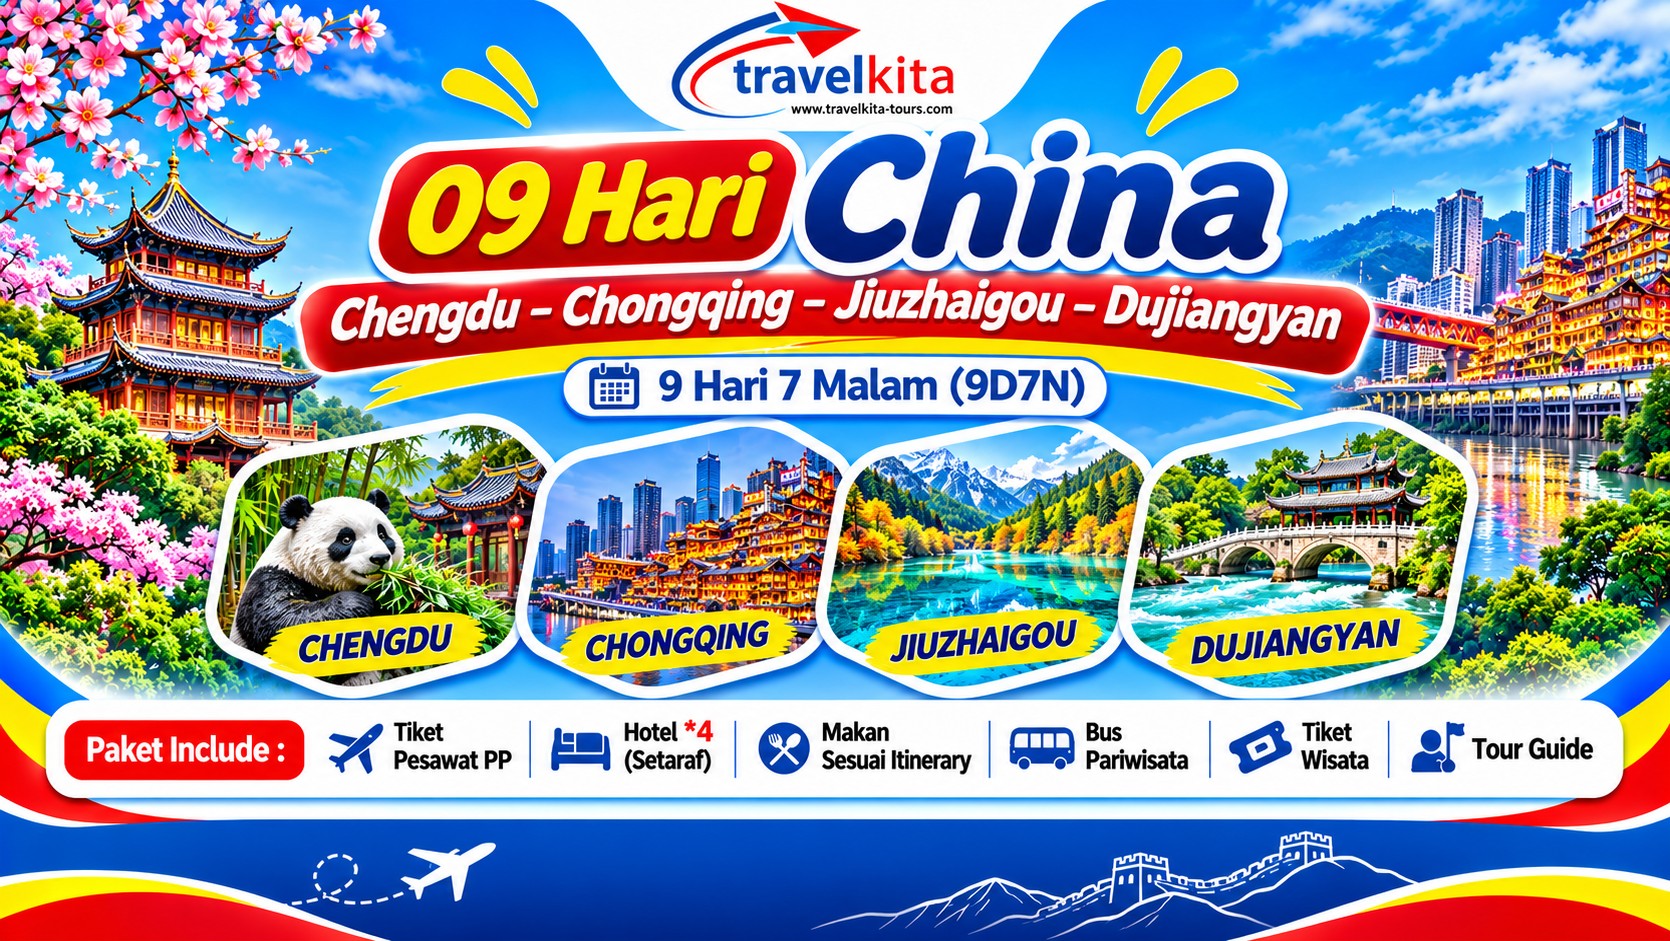 travelkita
www.travelkita-tours.com
09 Hari China
Chengdu – Chongqing – Jiuzhaigou – Dujiangyan
9 Hari 7 Malam (9D7N)
CHENGDU
CHONGQING
JIUZHAIGOU
DUJIANGYAN
Paket Include :
Tiket
Pesawat PP
Hotel *4
(Setaraf)
Makan
Sesuai Itinerary
Bus
Pariwisata
Tiket
Wisata
Tour Guide